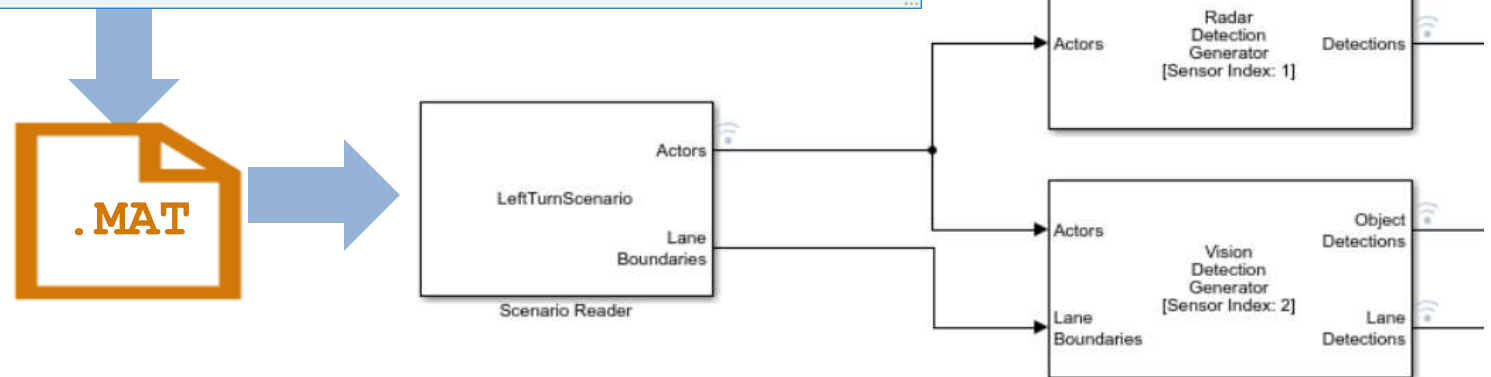 .MAT
LeftTurnScenario
Actors
Lane
Boundaries
Scenario Reader
Actors
Radar
Detection
Generator
[Sensor Index: 1]
Detections
Actors
Lane
Boundaries
Vision
Detection
Generator
[Sensor Index: 2]
Object
Detections
Lane
Detections